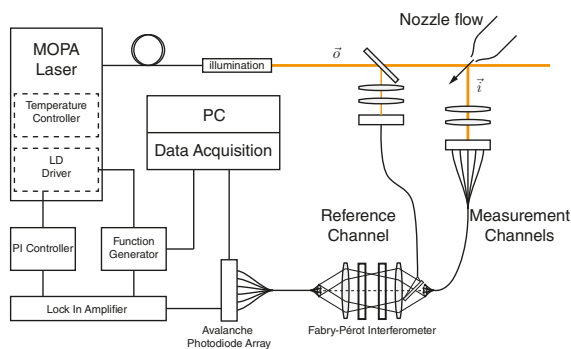 MOPA
Laser
Temperature
Controller
LD
Driver
PI Controller
Function
Generator
Lock In Amplifier
PC
Data Acquisition
illumination
o
Nozzle flow
i
Reference
Channel
Measurement
Channels
Avalanche
Photodiode Array
Fabry-Pérot Interferometer